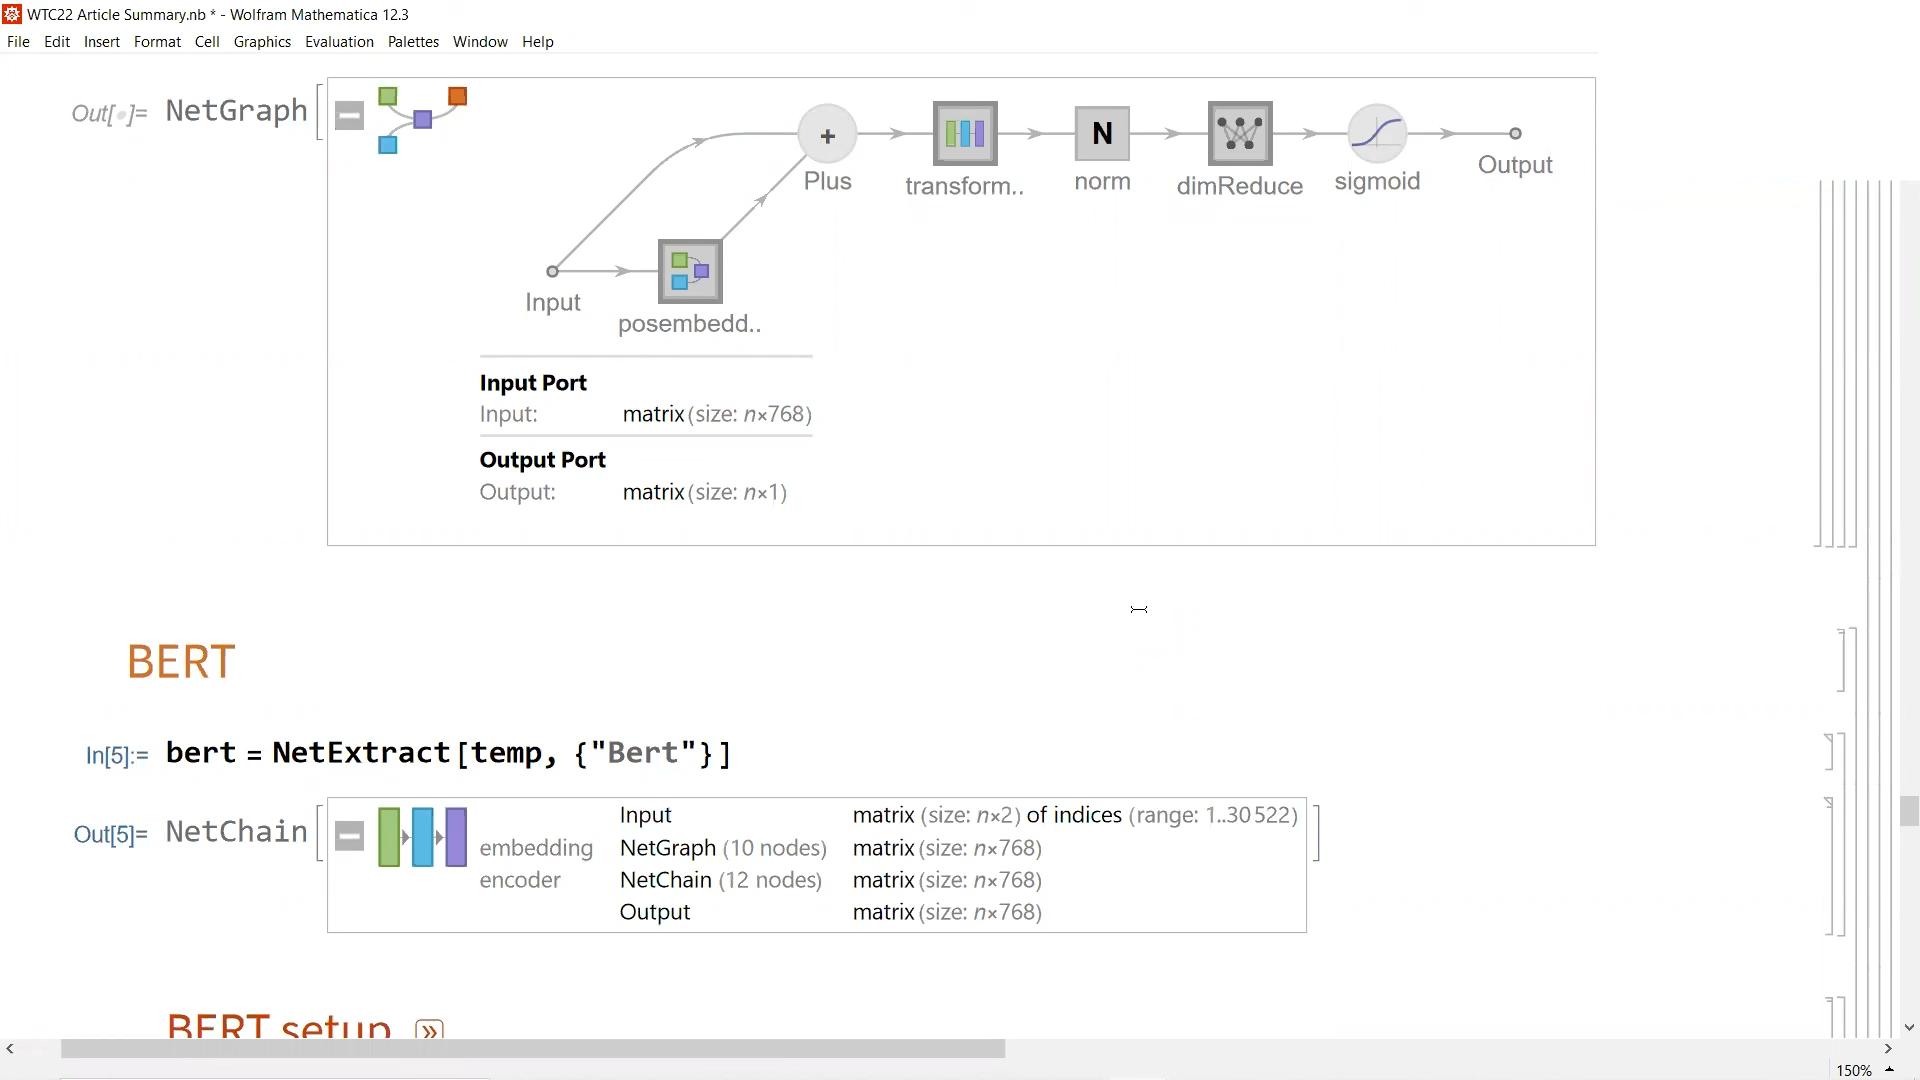 WTC22 Article Summary.nb * - Wolfram Mathematica 12.3
File Edit Insert Format Cell Graphics Evaluation Palettes Window Help
Out[•]= NetGraph
+
N
Plus
transform..
norm
dimReduce
sigmoid
Output
Input
posembedd..
Input Port
Input: matrix (size: n×768)
Output Port
Output: matrix (size: n×1)
BERT
In[5]:= bert = NetExtract[temp, {"Bert"}]
Out[5]= NetChain
Input matrix (size: n×2) of indices (range: 1..30522)
embedding NetGraph (10 nodes) matrix (size: n×768)
encoder NetChain (12 nodes) matrix (size: n×768)
Output matrix (size: n×768)
BERT setup »
150%